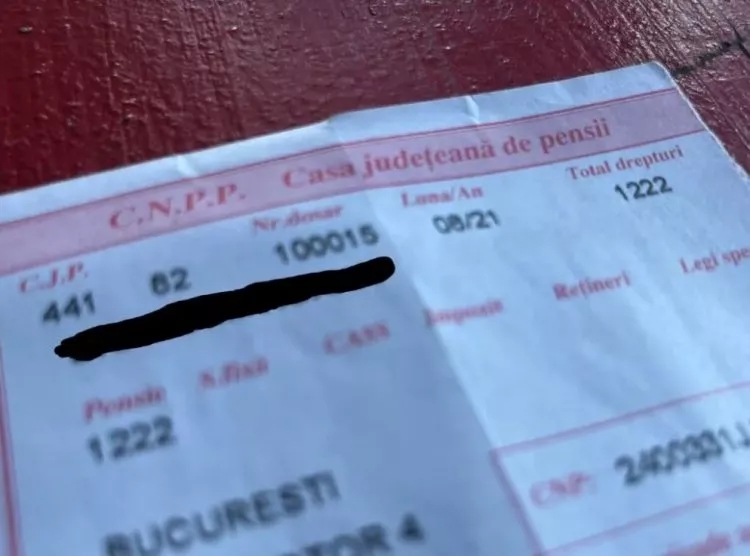 C.N.P.P. Casa județeană de pensii
C.J.P. Nr. dosar Luna/An Total drepturi
441 82 100015 08/21 1222
Pensie S.fixă CASS Impozit Rețineri Legi spe
1222
CNP:
BUCURESTI